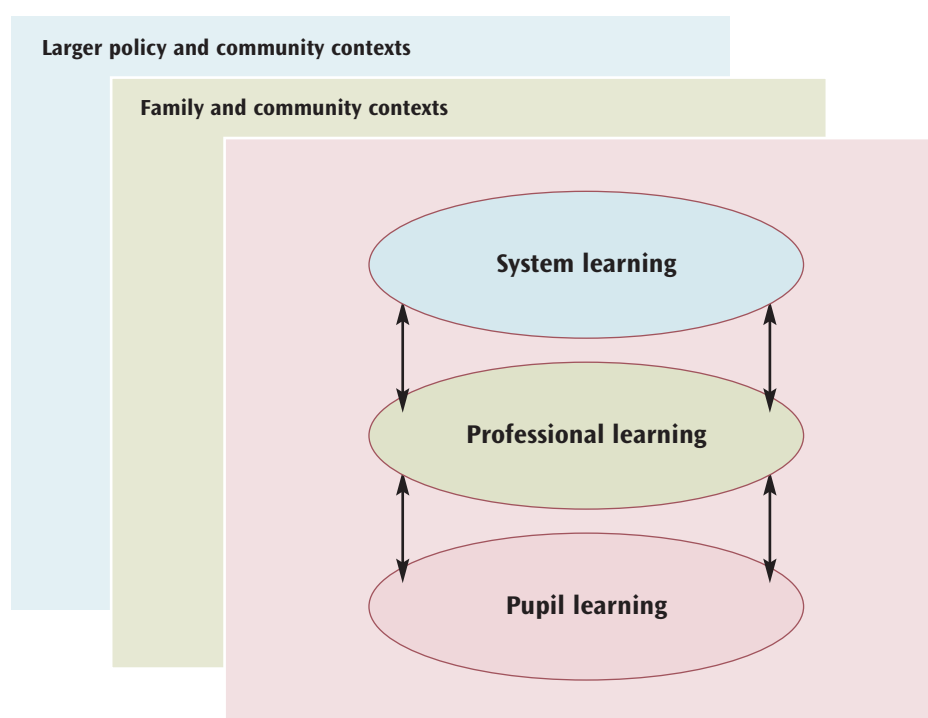 Larger policy and community contexts
Family and community contexts
System learning
Professional learning
Pupil learning